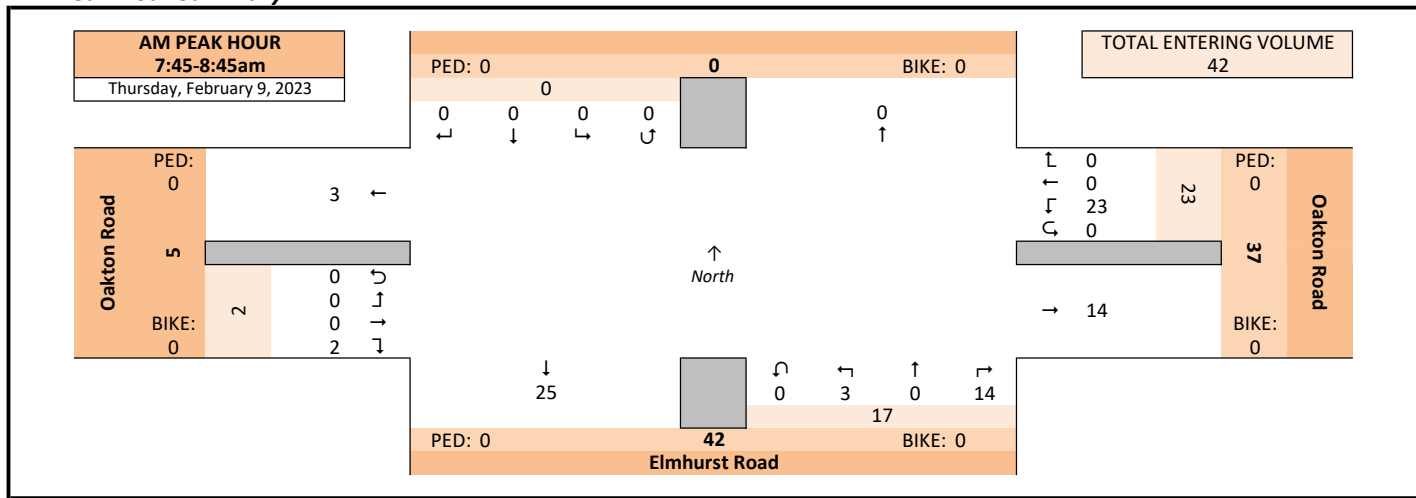 AM PEAK HOUR
7:45-8:45am
Thursday, February 9, 2023
TOTAL ENTERING VOLUME
42
PED: 0 0 BIKE: 0
0
0 0 0 0 0
↑
North
Oakton Road
PED:
0
5
BIKE:
0
3
2
0
0
0
2
0
0
23
0
23
14
PED:
0
37
BIKE:
0
Oakton Road
25
0 3 0 14
17
PED: 0 42 BIKE: 0
Elmhurst Road